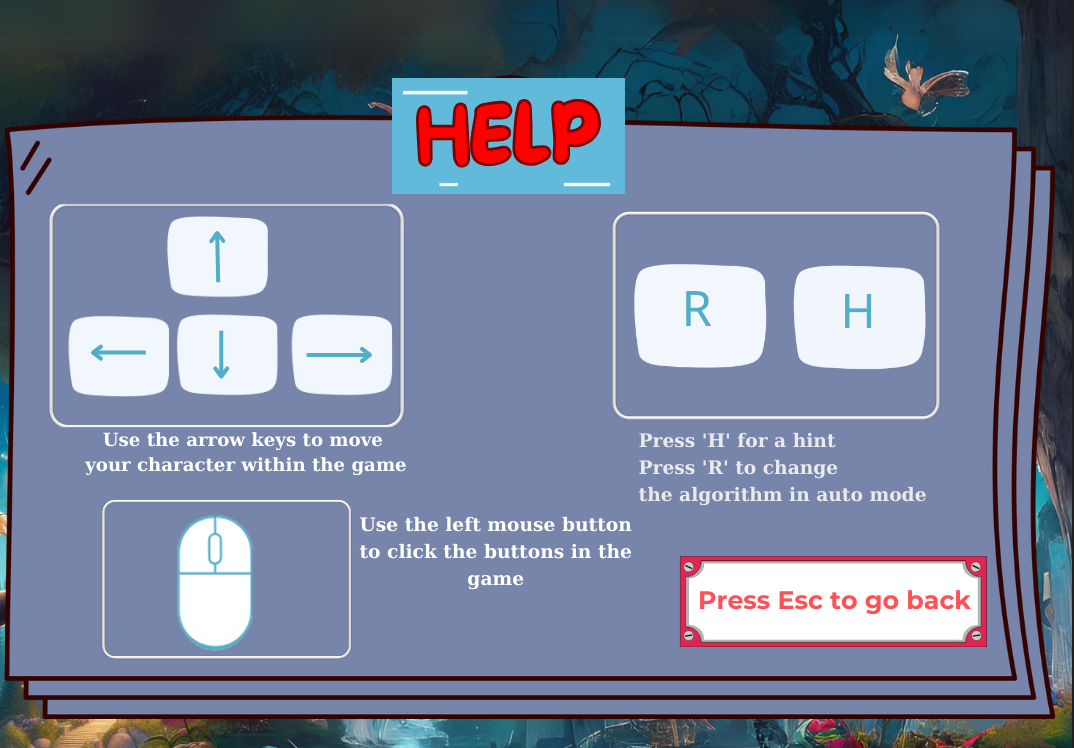 HELP
R H
Use the arrow keys to move
your character within the game
Press 'H' for a hint
Press 'R' to change
the algorithm in auto mode
Use the left mouse button
to click the buttons in the
game
Press Esc to go back